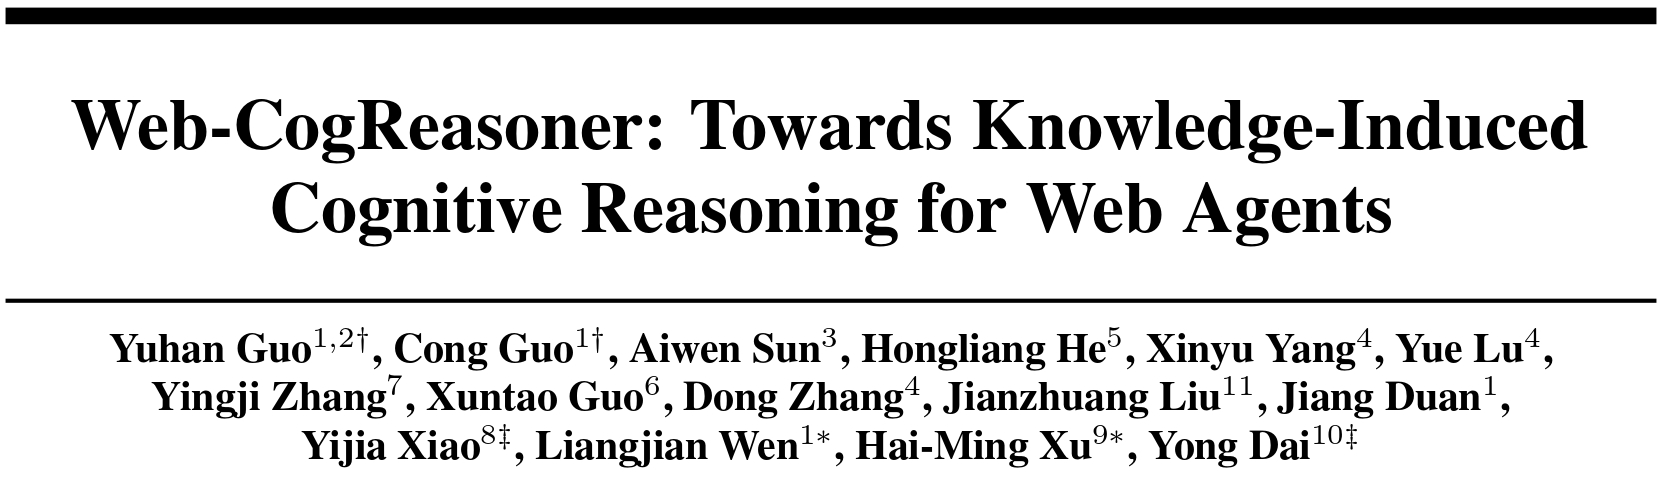 Web-CogReasoner: Towards Knowledge-Induced
Cognitive Reasoning for Web Agents
Yuhan Guo1,2†, Cong Guo1†, Aiwen Sun3, Hongliang He5, Xinyu Yang4, Yue Lu4,
Yingji Zhang7, Xuntao Guo6, Dong Zhang4, Jianzhuang Liu11, Jiang Duan1,
Yijia Xiao8‡, Liangjian Wen1*, Hai-Ming Xu9*, Yong Dai10‡